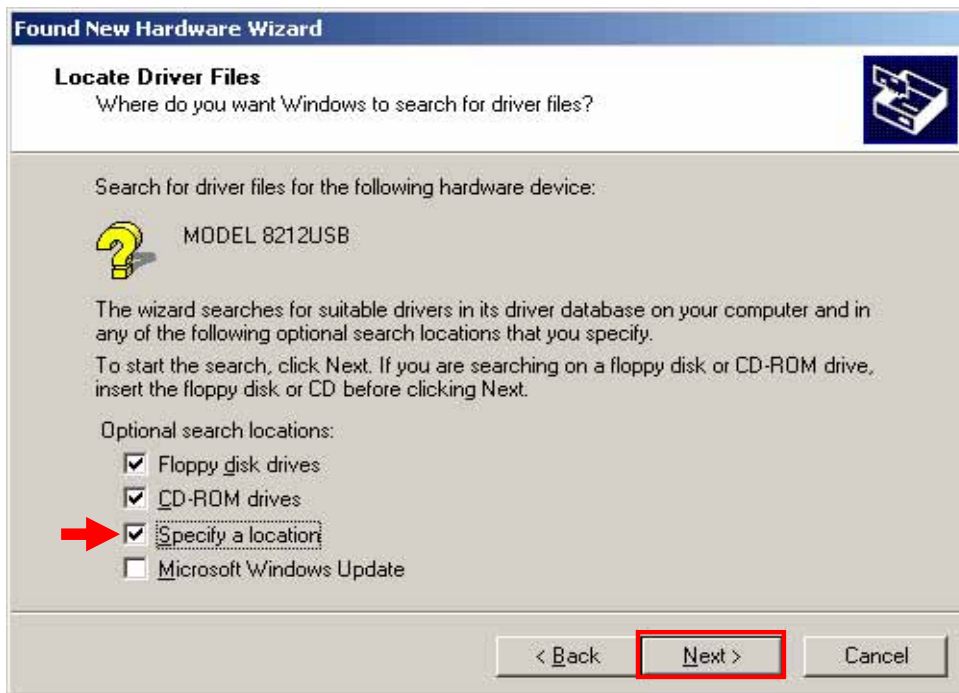 Found New Hardware Wizard
Locate Driver Files
Where do you want Windows to search for driver files?
Search for driver files for the following hardware device:
MODEL 8212USB
The wizard searches for suitable drivers in its driver database on your computer and in
any of the following optional search locations that you specify.
To start the search, click Next. If you are searching on a floppy disk or CD-ROM drive,
insert the floppy disk or CD before clicking Next.
Optional search locations:
Floppy disk drives
CD-ROM drives
Specify a location
Microsoft Windows Update
< Back Next > Cancel